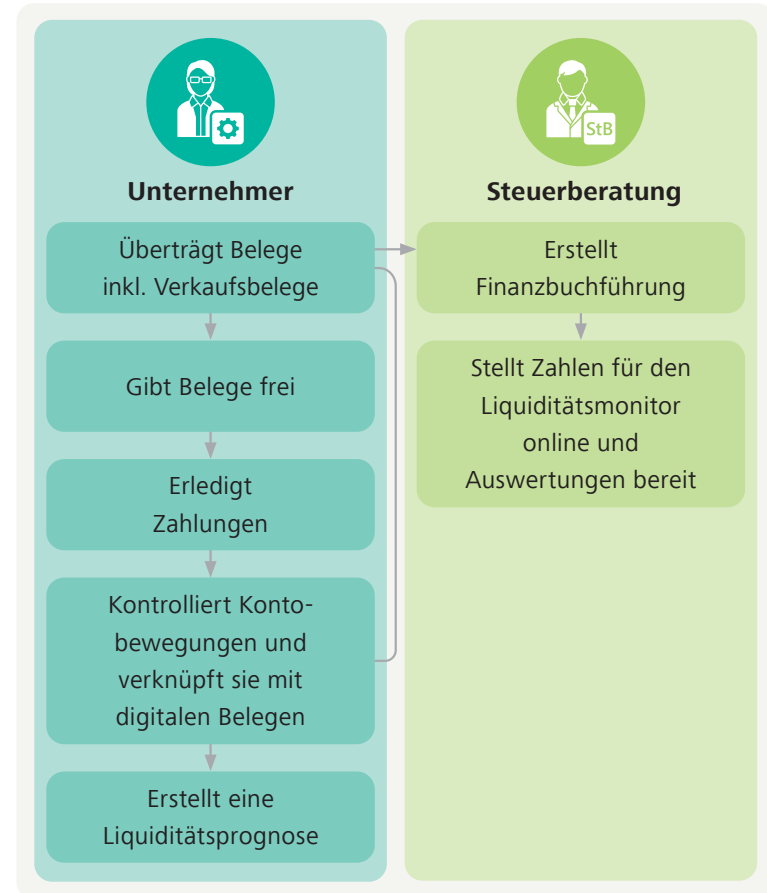 StB
Unternehmer
Überträgt Belege
inkl. Verkaufsbelege
Gibt Belege frei
Erledigt
Zahlungen
Kontrolliert Konto-
bewegungen und
verknüpft sie mit
digitalen Belegen
Erstellt eine
Liquiditätsprognose
Steuerberatung
Erstellt
Finanzbuchführung
Stellt Zahlen für den
Liquiditätsmonitor
online und
Auswertungen bereit